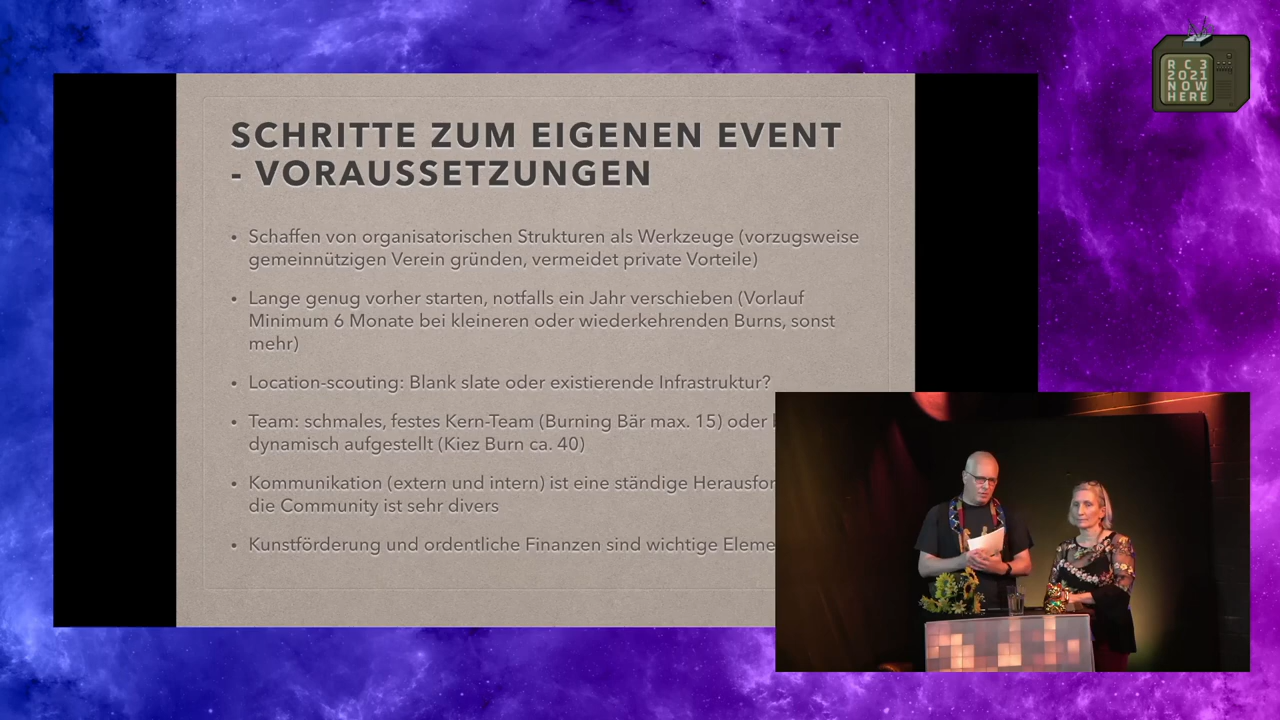 R C 3
2021
NOW
HERE
SCHRITTE ZUM EIGENEN EVENT
- VORAUSSETZUNGEN
• Schaffen von organisatorischen Strukturen als Werkzeuge (vorzugsweise
gemeinnützigen Verein gründen, vermeidet private Vorteile)
• Lange genug vorher starten, notfalls ein Jahr verschieben (Vorlauf
Minimum 6 Monate bei kleineren oder wiederkehrenden Burns, sonst
mehr)
• Location-scouting: Blank slate oder existierende Infrastruktur?
• Team: schmales, festes Kern-Team (Burning Bär max. 15) oder
dynamisch aufgestellt (Kiez Burn ca. 40)
• Kommunikation (extern und intern) ist eine ständige
die Community ist sehr divers
• Kunstförderung und ordentliche Finanzen sind wichtige